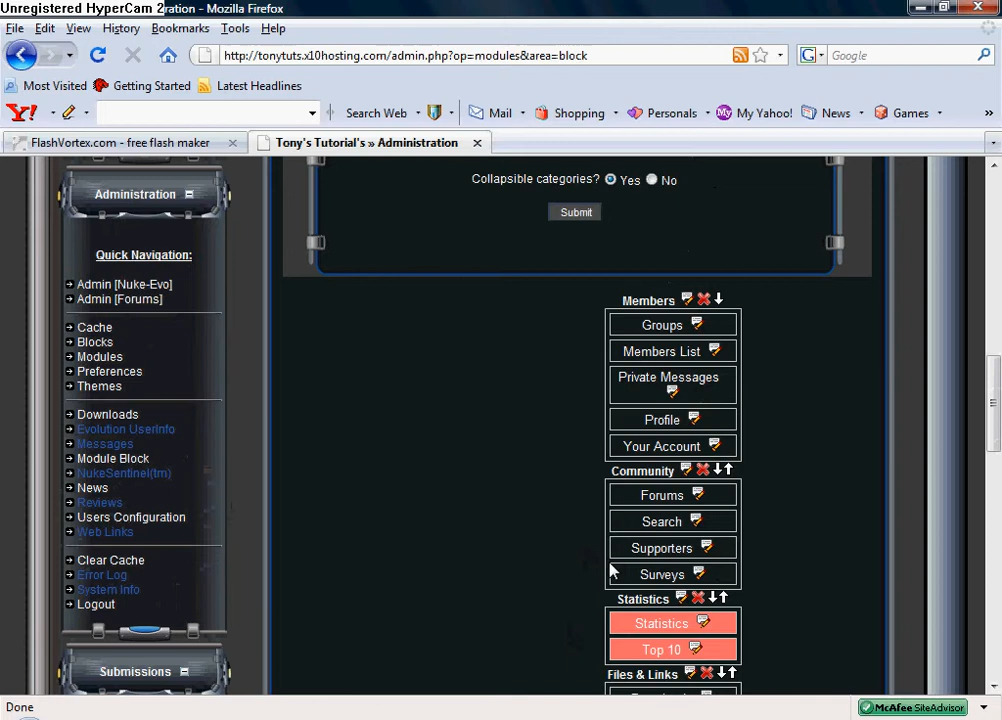 Unregistered HyperCam 2
ration - Mozilla Firefox
File Edit View History Bookmarks Tools Help
http://tonytuts.x10hosting.com/admin.php?op=modules&area=block
G Google
Most Visited Getting Started Latest Headlines
Y! Search Web Mail Shopping Personals My Yahoo! News Games »
FlashVortex.com - free flash maker
Tony's Tutorial's » Administration
Administration
Quick Navigation:
Admin [Nuke-Evo]
Admin [Forums]
Cache
Blocks
Modules
Preferences
Themes
Downloads
Evolution UserInfo
Messages
Module Block
NukeSentinel(tm)
News
Reviews
Users Configuration
Web Links
Clear Cache
Error Log
System Info
Logout
Submissions
Collapsible categories? Yes No
Submit
Members
Groups
Members List
Private Messages
Profile
Your Account
Community
Forums
Search
Supporters
Surveys
Statistics
Statistics
Top 10
Files & Links
Done
McAfee SiteAdvisor